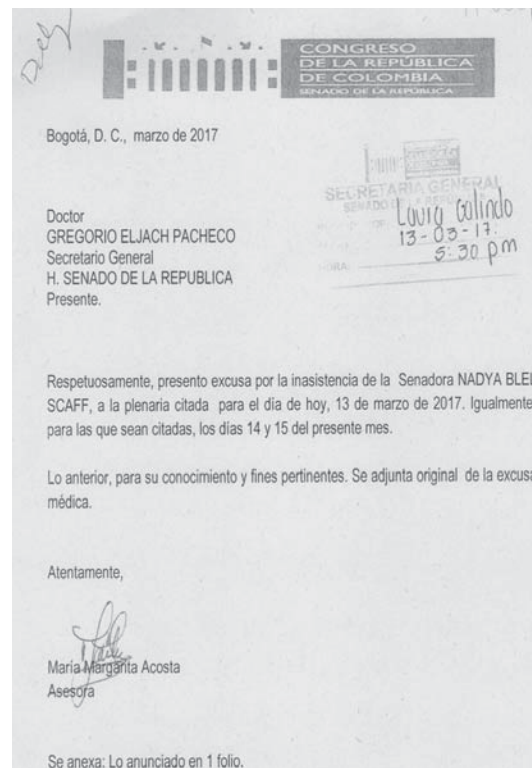 CONGRESO
DE LA REPÚBLICA
DE COLOMBIA
SENADO DE LA REPÚBLICA
Bogotá, D. C., marzo de 2017
SECRETARIA GENERAL
Laura Galindo
13-03-17.
HORA: 5:30 pm
Doctor
GREGORIO ELJACH PACHECO
Secretario General
H. SENADO DE LA REPUBLICA
Presente.
Respetuosamente, presento excusa por la inasistencia de la Senadora NADYA BLEL
SCAFF, a la plenaria citada para el día de hoy, 13 de marzo de 2017. Igualmente
para las que sean citadas, los días 14 y 15 del presente mes.
Lo anterior, para su conocimiento y fines pertinentes. Se adjunta original de la excusa
médica.
Atentamente,
María Margarita Acosta
Asesora
Se anexa: Lo anunciado en 1 folio.